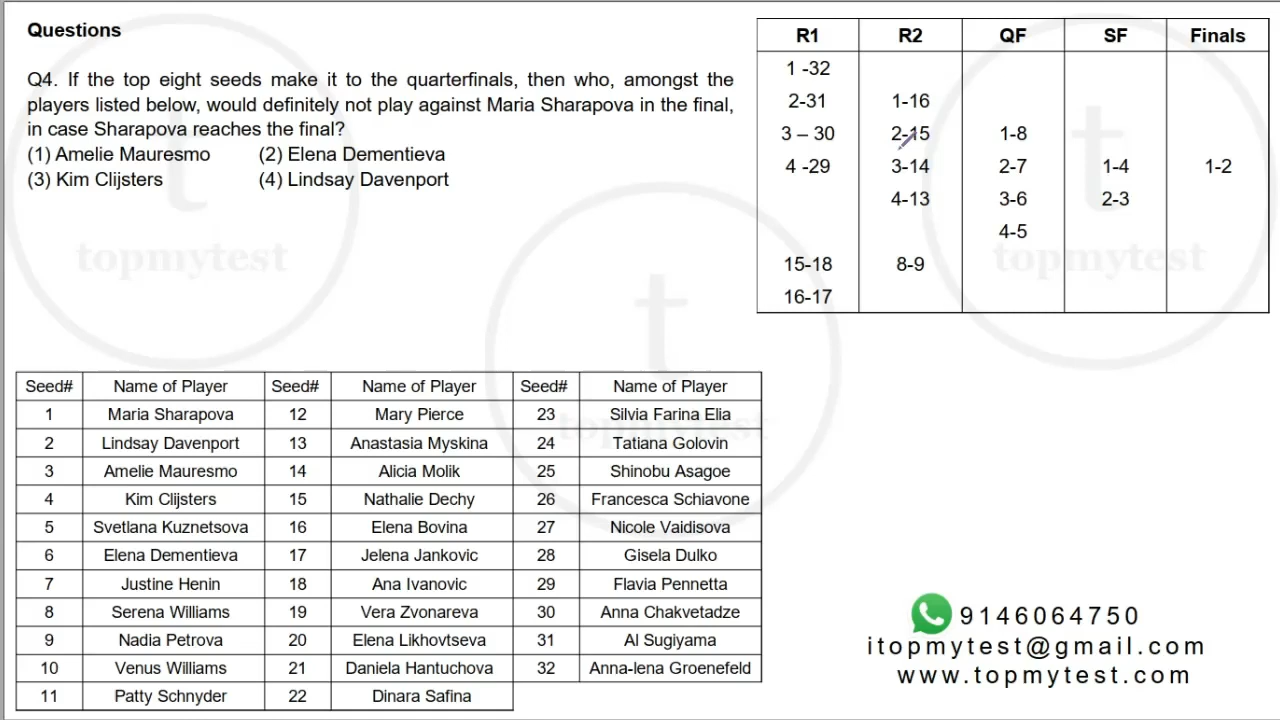 Questions
Q4. If the top eight seeds make it to the quarterfinals, then who, amongst the
players listed below, would definitely not play against Maria Sharapova in the final,
in case Sharapova reaches the final?
(1) Amelie Mauresmo (2) Elena Dementieva
(3) Kim Clijsters (4) Lindsay Davenport
R1 R2 QF SF Finals
1 -32
2-31 1-16
3 – 30 2-15 1-8
4 -29 3-14 2-7 1-4 1-2
4-13 3-6 2-3
4-5
15-18 8-9
16-17
topmytest
topmytest
topmytest
Seed# Name of Player Seed# Name of Player Seed# Name of Player
1 Maria Sharapova 12 Mary Pierce 23 Silvia Farina Elia
2 Lindsay Davenport 13 Anastasia Myskina 24 Tatiana Golovin
3 Amelie Mauresmo 14 Alicia Molik 25 Shinobu Asagoe
4 Kim Clijsters 15 Nathalie Dechy 26 Francesca Schiavone
5 Svetlana Kuznetsova 16 Elena Bovina 27 Nicole Vaidisova
6 Elena Dementieva 17 Jelena Jankovic 28 Gisela Dulko
7 Justine Henin 18 Ana Ivanovic 29 Flavia Pennetta
8 Serena Williams 19 Vera Zvonareva 30 Anna Chakvetadze
9 Nadia Petrova 20 Elena Likhovtseva 31 Al Sugiyama
10 Venus Williams 21 Daniela Hantuchova 32 Anna-lena Groenefeld
11 Patty Schnyder 22 Dinara Safina
9146064750
itopmytest@gmail.com
www.topmytest.com